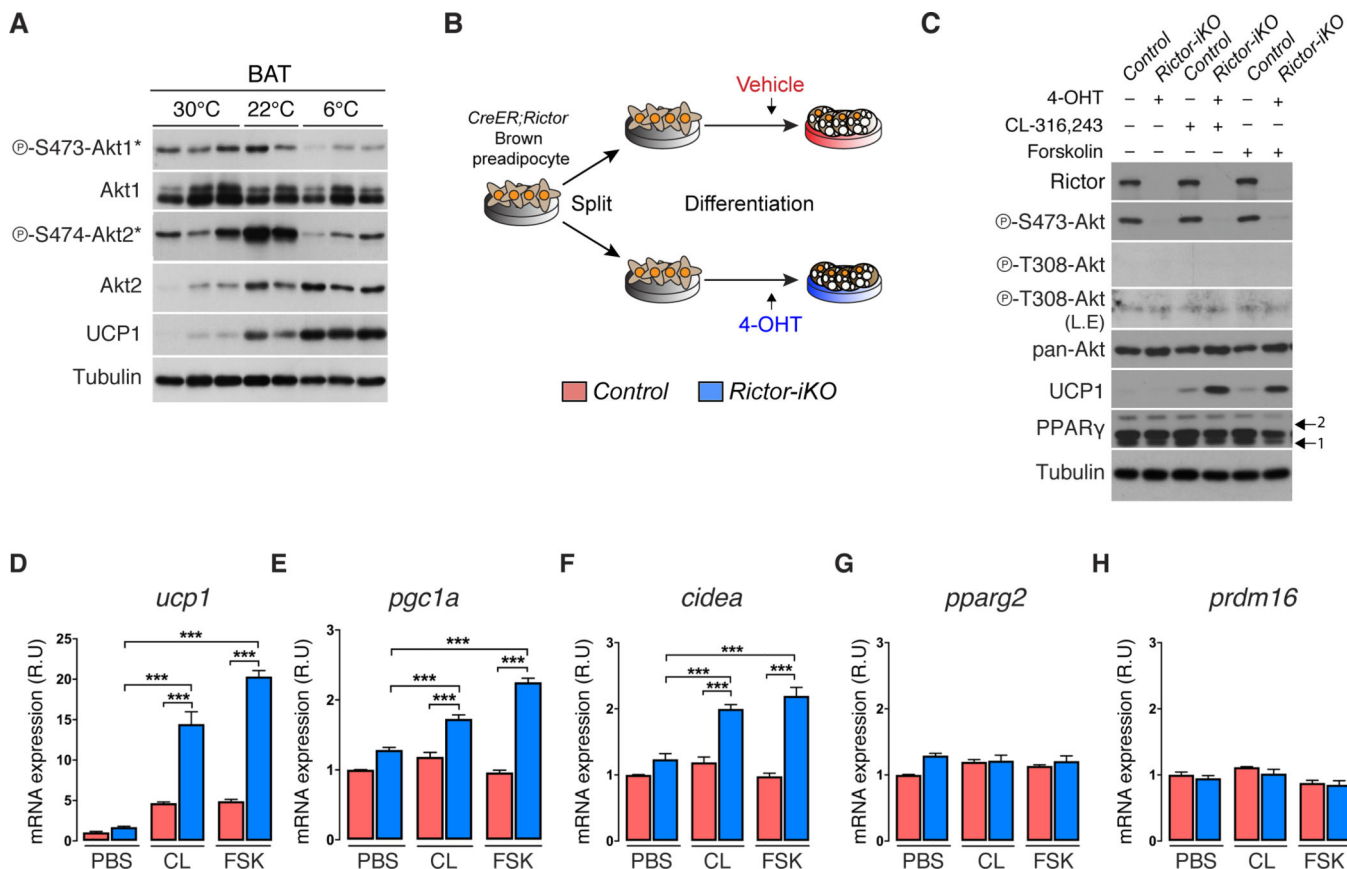 A
BAT
30°C 22°C 6°C
Ⓟ-S473-Akt1*
Akt1
Ⓟ-S474-Akt2*
Akt2
UCP1
Tubulin
B
CreER;Rictor
Brown
preadipocyte
Split
Vehicle
Differentiation
4-OHT
Control Rictor-iKO
C
Control Rictor-iKO Control Rictor-iKO Control Rictor-iKO
4-OHT – + – + – +
CL-316,243 – – + + – –
Forskolin – – – – + +
Rictor
Ⓟ-S473-Akt
Ⓟ-T308-Akt
Ⓟ-T308-Akt
(L.E)
pan-Akt
UCP1
PPARγ
2
1
Tubulin
D
ucp1
mRNA expression (R.U)
25
20
15
10
5
0
***
***
***
***
PBS CL FSK
E
pgc1a
mRNA expression (R.U)
3
2
1
0
***
***
***
***
PBS CL FSK
F
cidea
mRNA expression (R.U)
3
2
1
0
***
***
***
***
PBS CL FSK
G
pparg2
mRNA expression (R.U)
3
2
1
0
PBS CL FSK
H
prdm16
mRNA expression (R.U)
3
2
1
0
PBS CL FSK